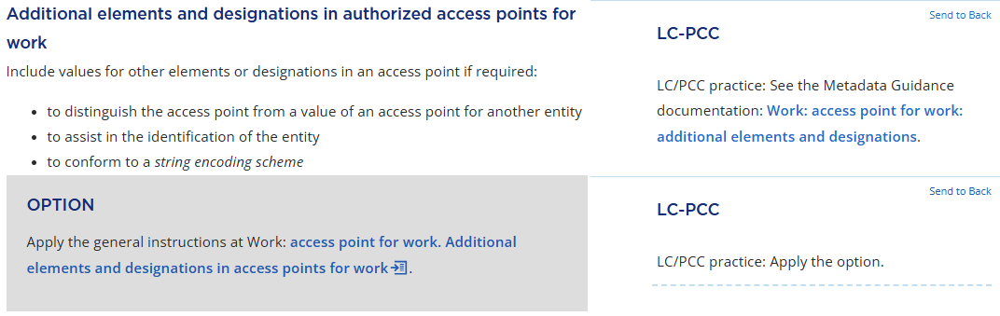 Additional elements and designations in authorized access points for
work
Include values for other elements or designations in an access point if required:
• to distinguish the access point from a value of an access point for another entity
• to assist in the identification of the entity
• to conform to a string encoding scheme
OPTION
Apply the general instructions at Work: access point for work. Additional
elements and designations in access points for work.
Send to Back
LC-PCC
LC/PCC practice: See the Metadata Guidance
documentation: Work: access point for work:
additional elements and designations.
Send to Back
LC-PCC
LC/PCC practice: Apply the option.